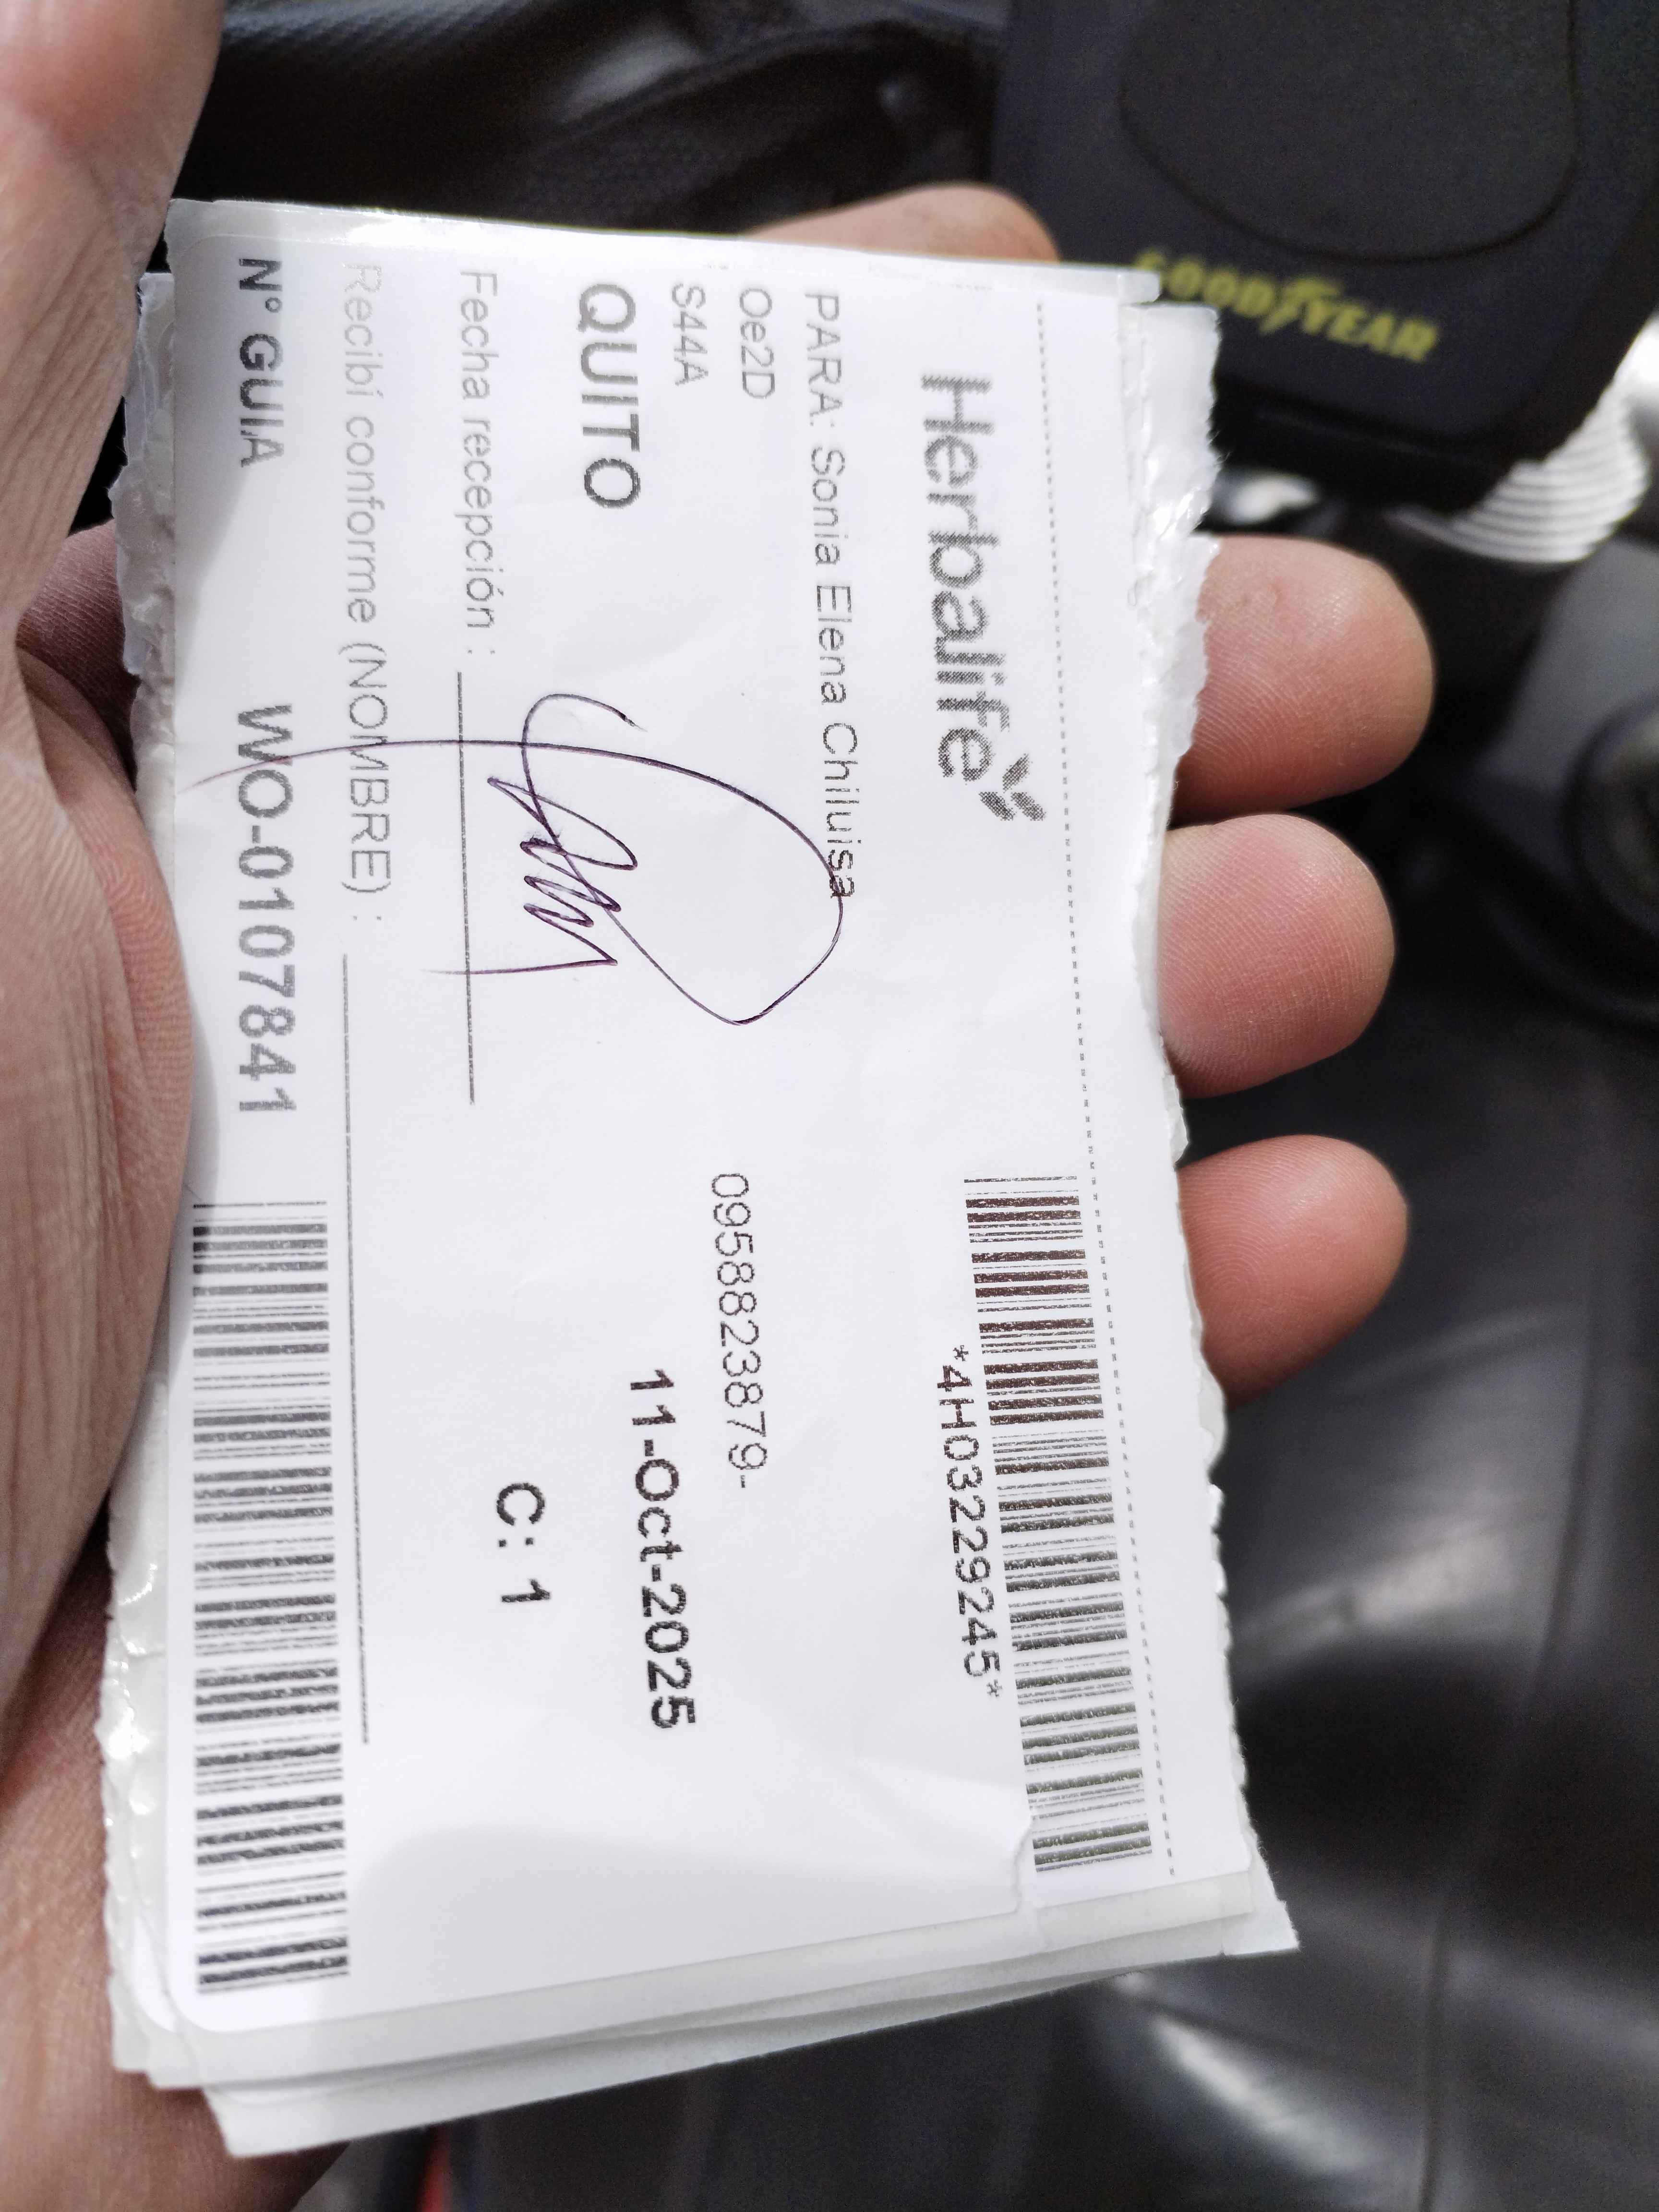 Herbalife
*4H03229245*
PARA: Sonia Elena Chiluisa
Oe2D
0958823879-
S44A
QUITO
11-Oct-2025
Fecha recepción :
C: 1
Recibí conforme (NOMBRE) :
N° GUIA WO-0107841
GOODYEAR